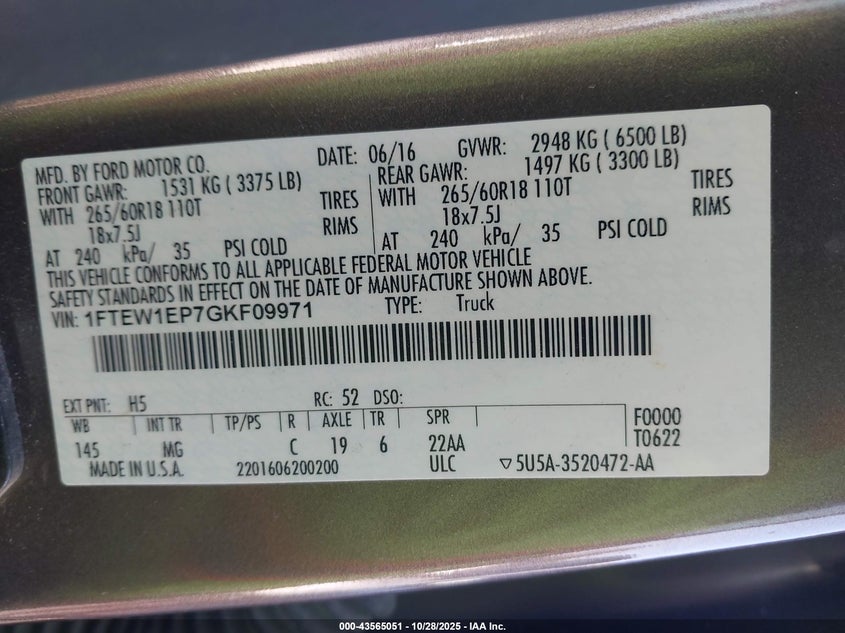 MFD. BY FORD MOTOR CO. DATE: 06/16 GVWR: 2948 KG ( 6500 LB)
FRONT GAWR: 1531 KG ( 3375 LB) REAR GAWR: 1497 KG ( 3300 LB)
WITH 265/60R18 110T TIRES WITH 265/60R18 110T TIRES
18x7.5J RIMS 18x7.5J RIMS
AT 240 kPa/ 35 PSI COLD AT 240 kPa/ 35 PSI COLD
THIS VEHICLE CONFORMS TO ALL APPLICABLE FEDERAL MOTOR VEHICLE
SAFETY STANDARDS IN EFFECT ON THE DATE OF MANUFACTURE SHOWN ABOVE.
VIN: 1FTEW1EP7GKF09971 TYPE: Truck
EXT PNT: H5 RC: 52 DSO:
WB INT TR TP/PS R AXLE TR SPR F0000
145 MG C 19 6 22AA T0622
MADE IN U.S.A. 2201606200200 ULC ▽5U5A-3520472-AA
000-43565051 | 10/28/2025 - IAA Inc.